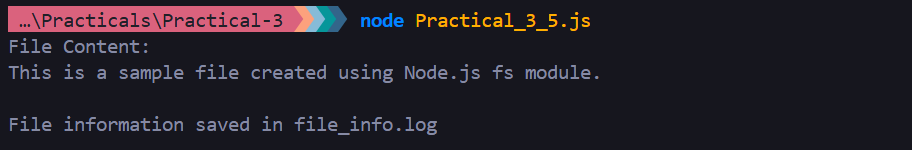 …\Practicals\Practical-3 node Practical_3_5.js
File Content:
This is a sample file created using Node.js fs module.
File information saved in file_info.log